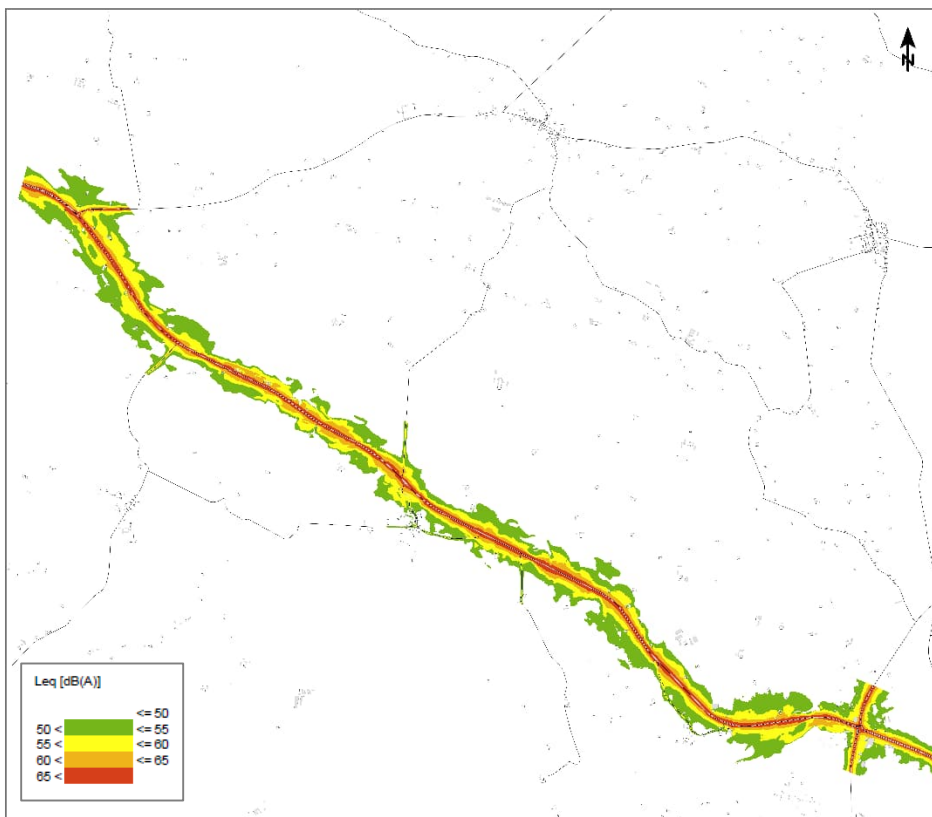 N
Leq [dB(A)]
<= 50
50 < <= 55
55 < <= 60
60 < <= 65
65 <